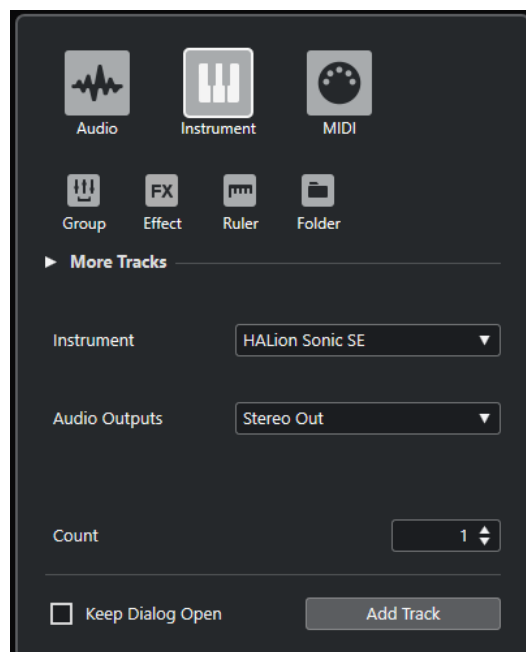 Audio Instrument MIDI
FX
Group Effect Ruler Folder
More Tracks
Instrument HALion Sonic SE
Audio Outputs Stereo Out
Count 1
Keep Dialog Open Add Track